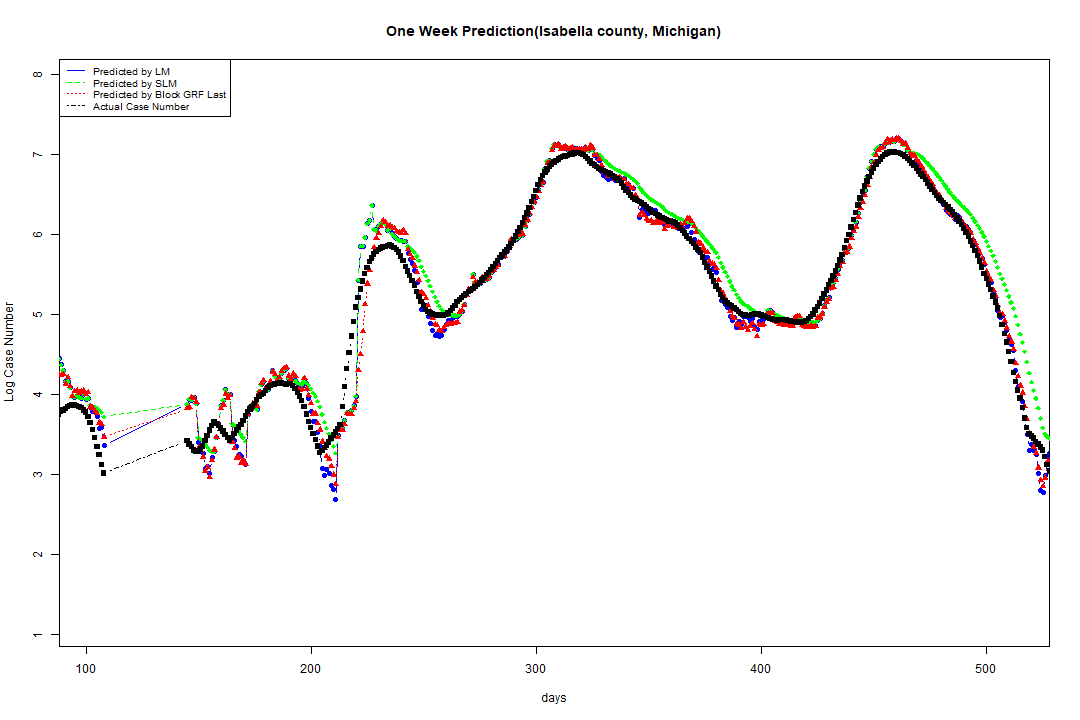 One Week Prediction(Isabella county, Michigan)
Predicted by LM
Predicted by SLM
Predicted by Block GRF Last
Actual Case Number
8
7
6
5
4
3
2
1
Log Case Number
100 200 300 400 500
days